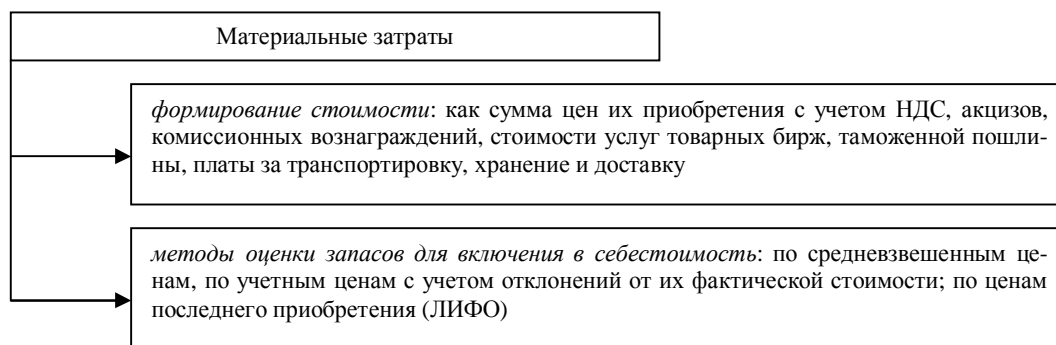 Материальные затраты
формирование стоимости: как сумма цен их приобретения с учетом НДС, акцизов,
комиссионных вознаграждений, стоимости услуг товарных бирж, таможенной пошли-
ны, платы за транспортировку, хранение и доставку
методы оценки запасов для включения в себестоимость: по средневзвешенным це-
нам, по учетным ценам с учетом отклонений от их фактической стоимости; по ценам
последнего приобретения (ЛИФО)